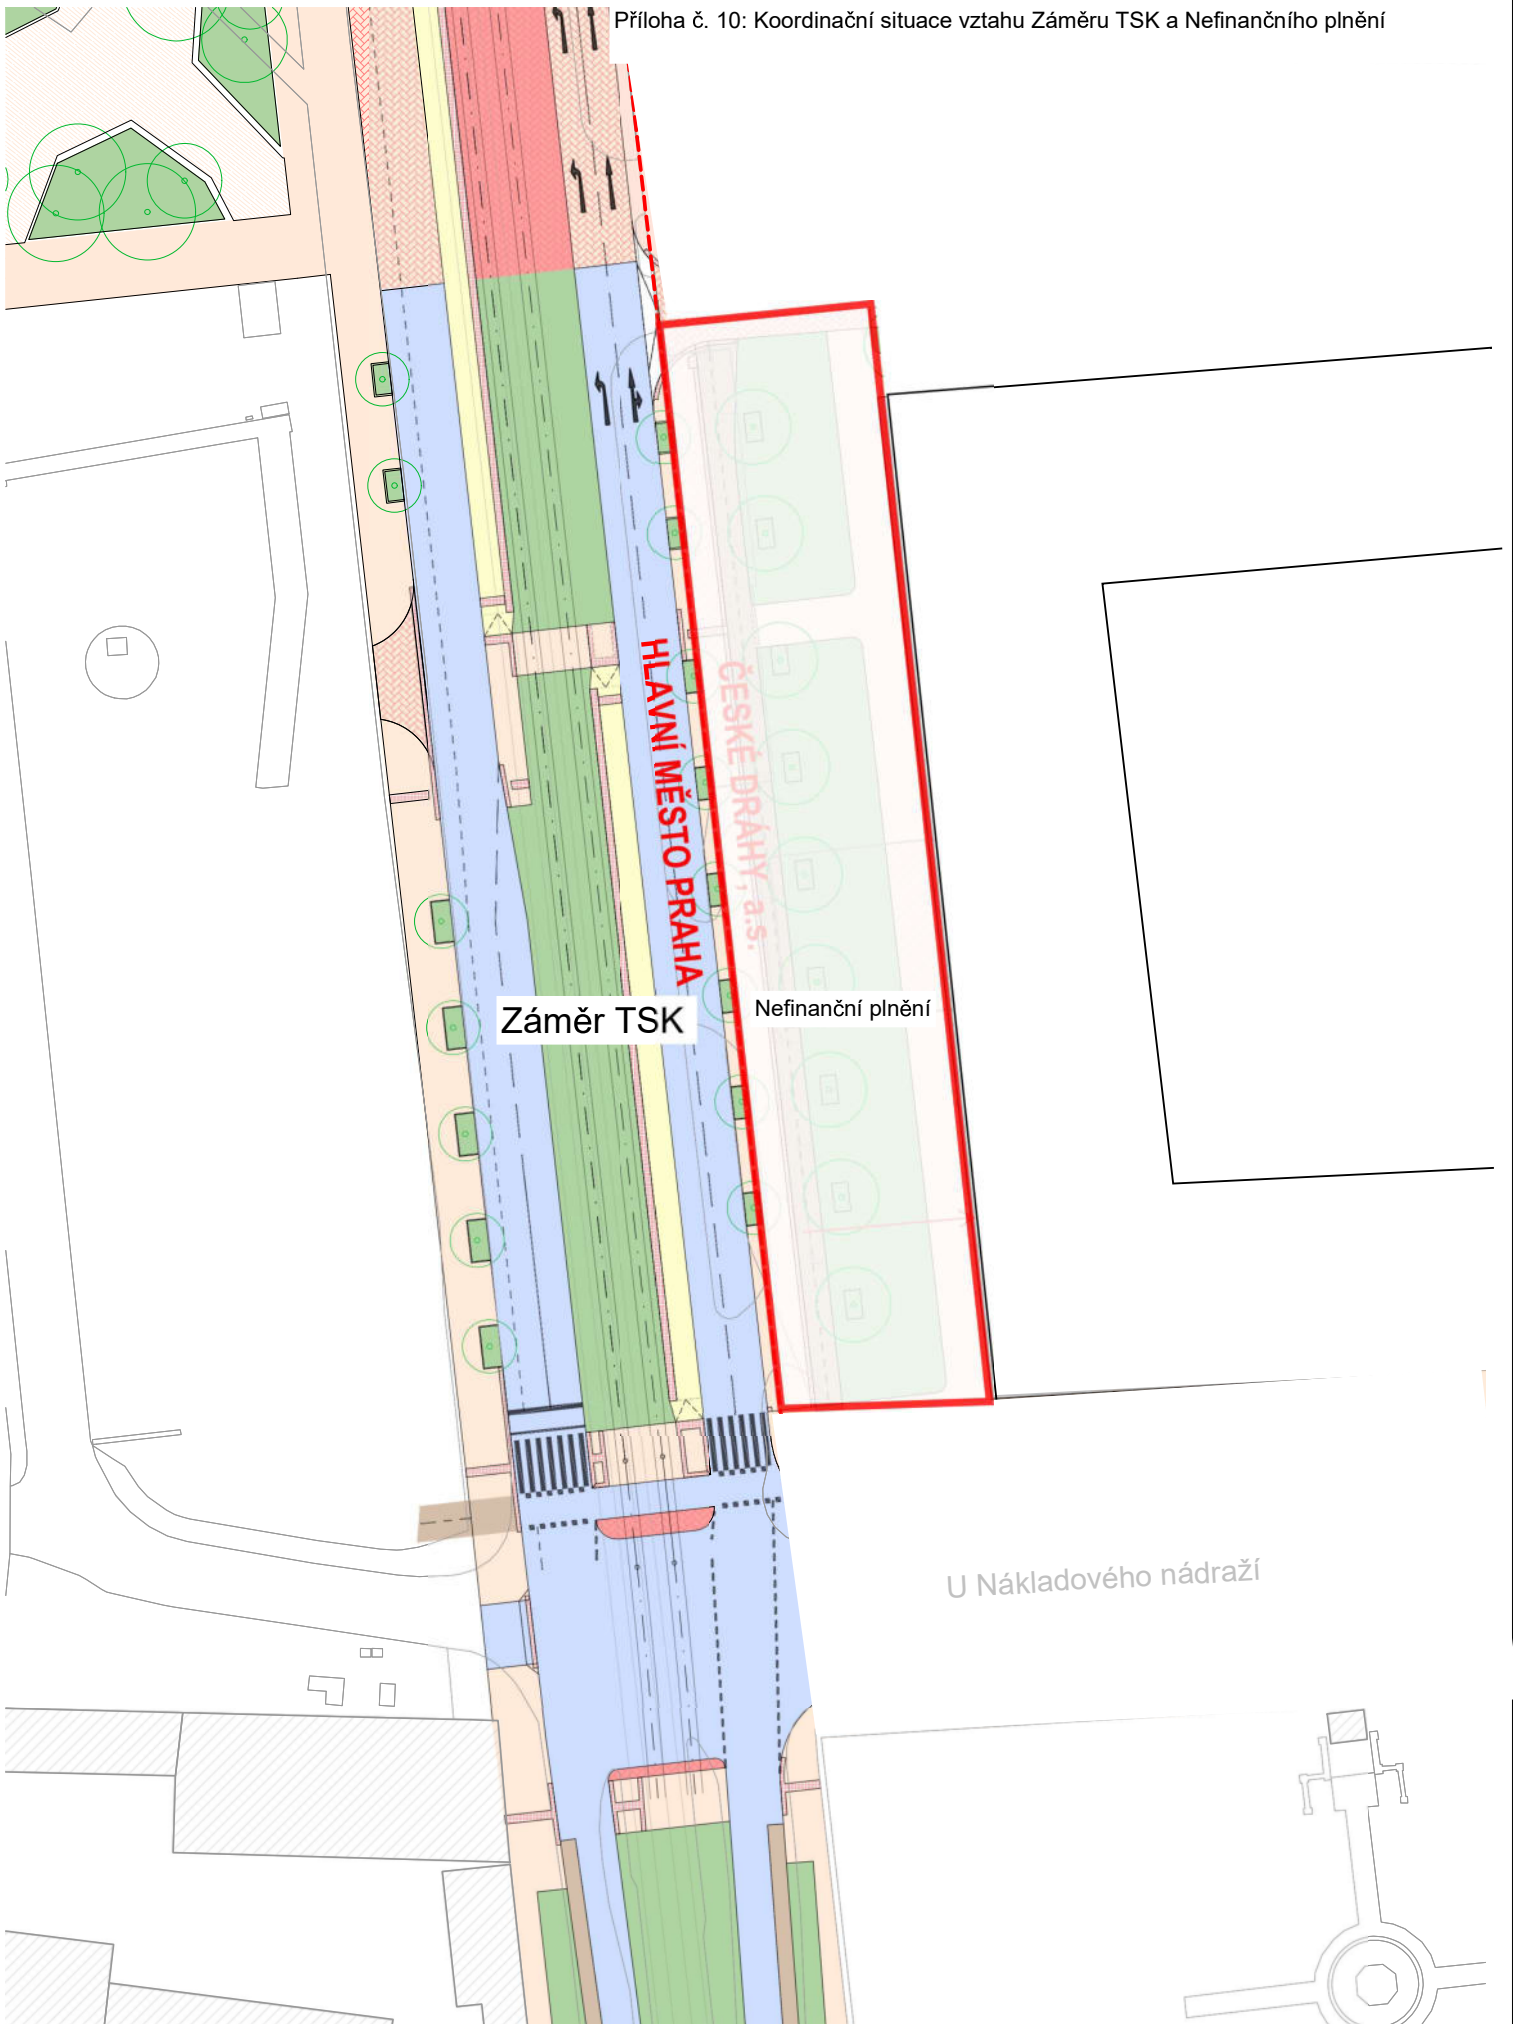 Příloha č. 10: Koordinační situace vztahu Záměru TSK a Nefinančního plnění
HLAVNÍ MĚSTO PRAHA
ČESKÉ DRÁHY, a.s.
Záměr TSK
Nefinanční plnění
U Nákladového nádraží